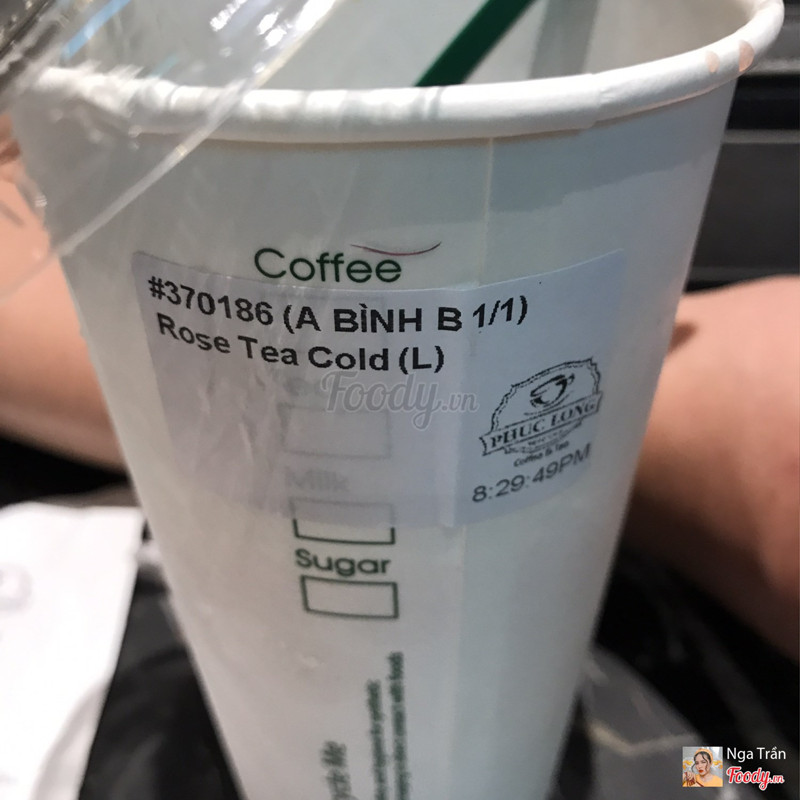 Coffee
#370186 (A BÌNH B 1/1)
Rose Tea Cold (L)
Foody.vn
PHUC LONG
Coffee & Tea
Milk
8:29:49PM
Sugar
Me
Nga Trần
Foody.vn